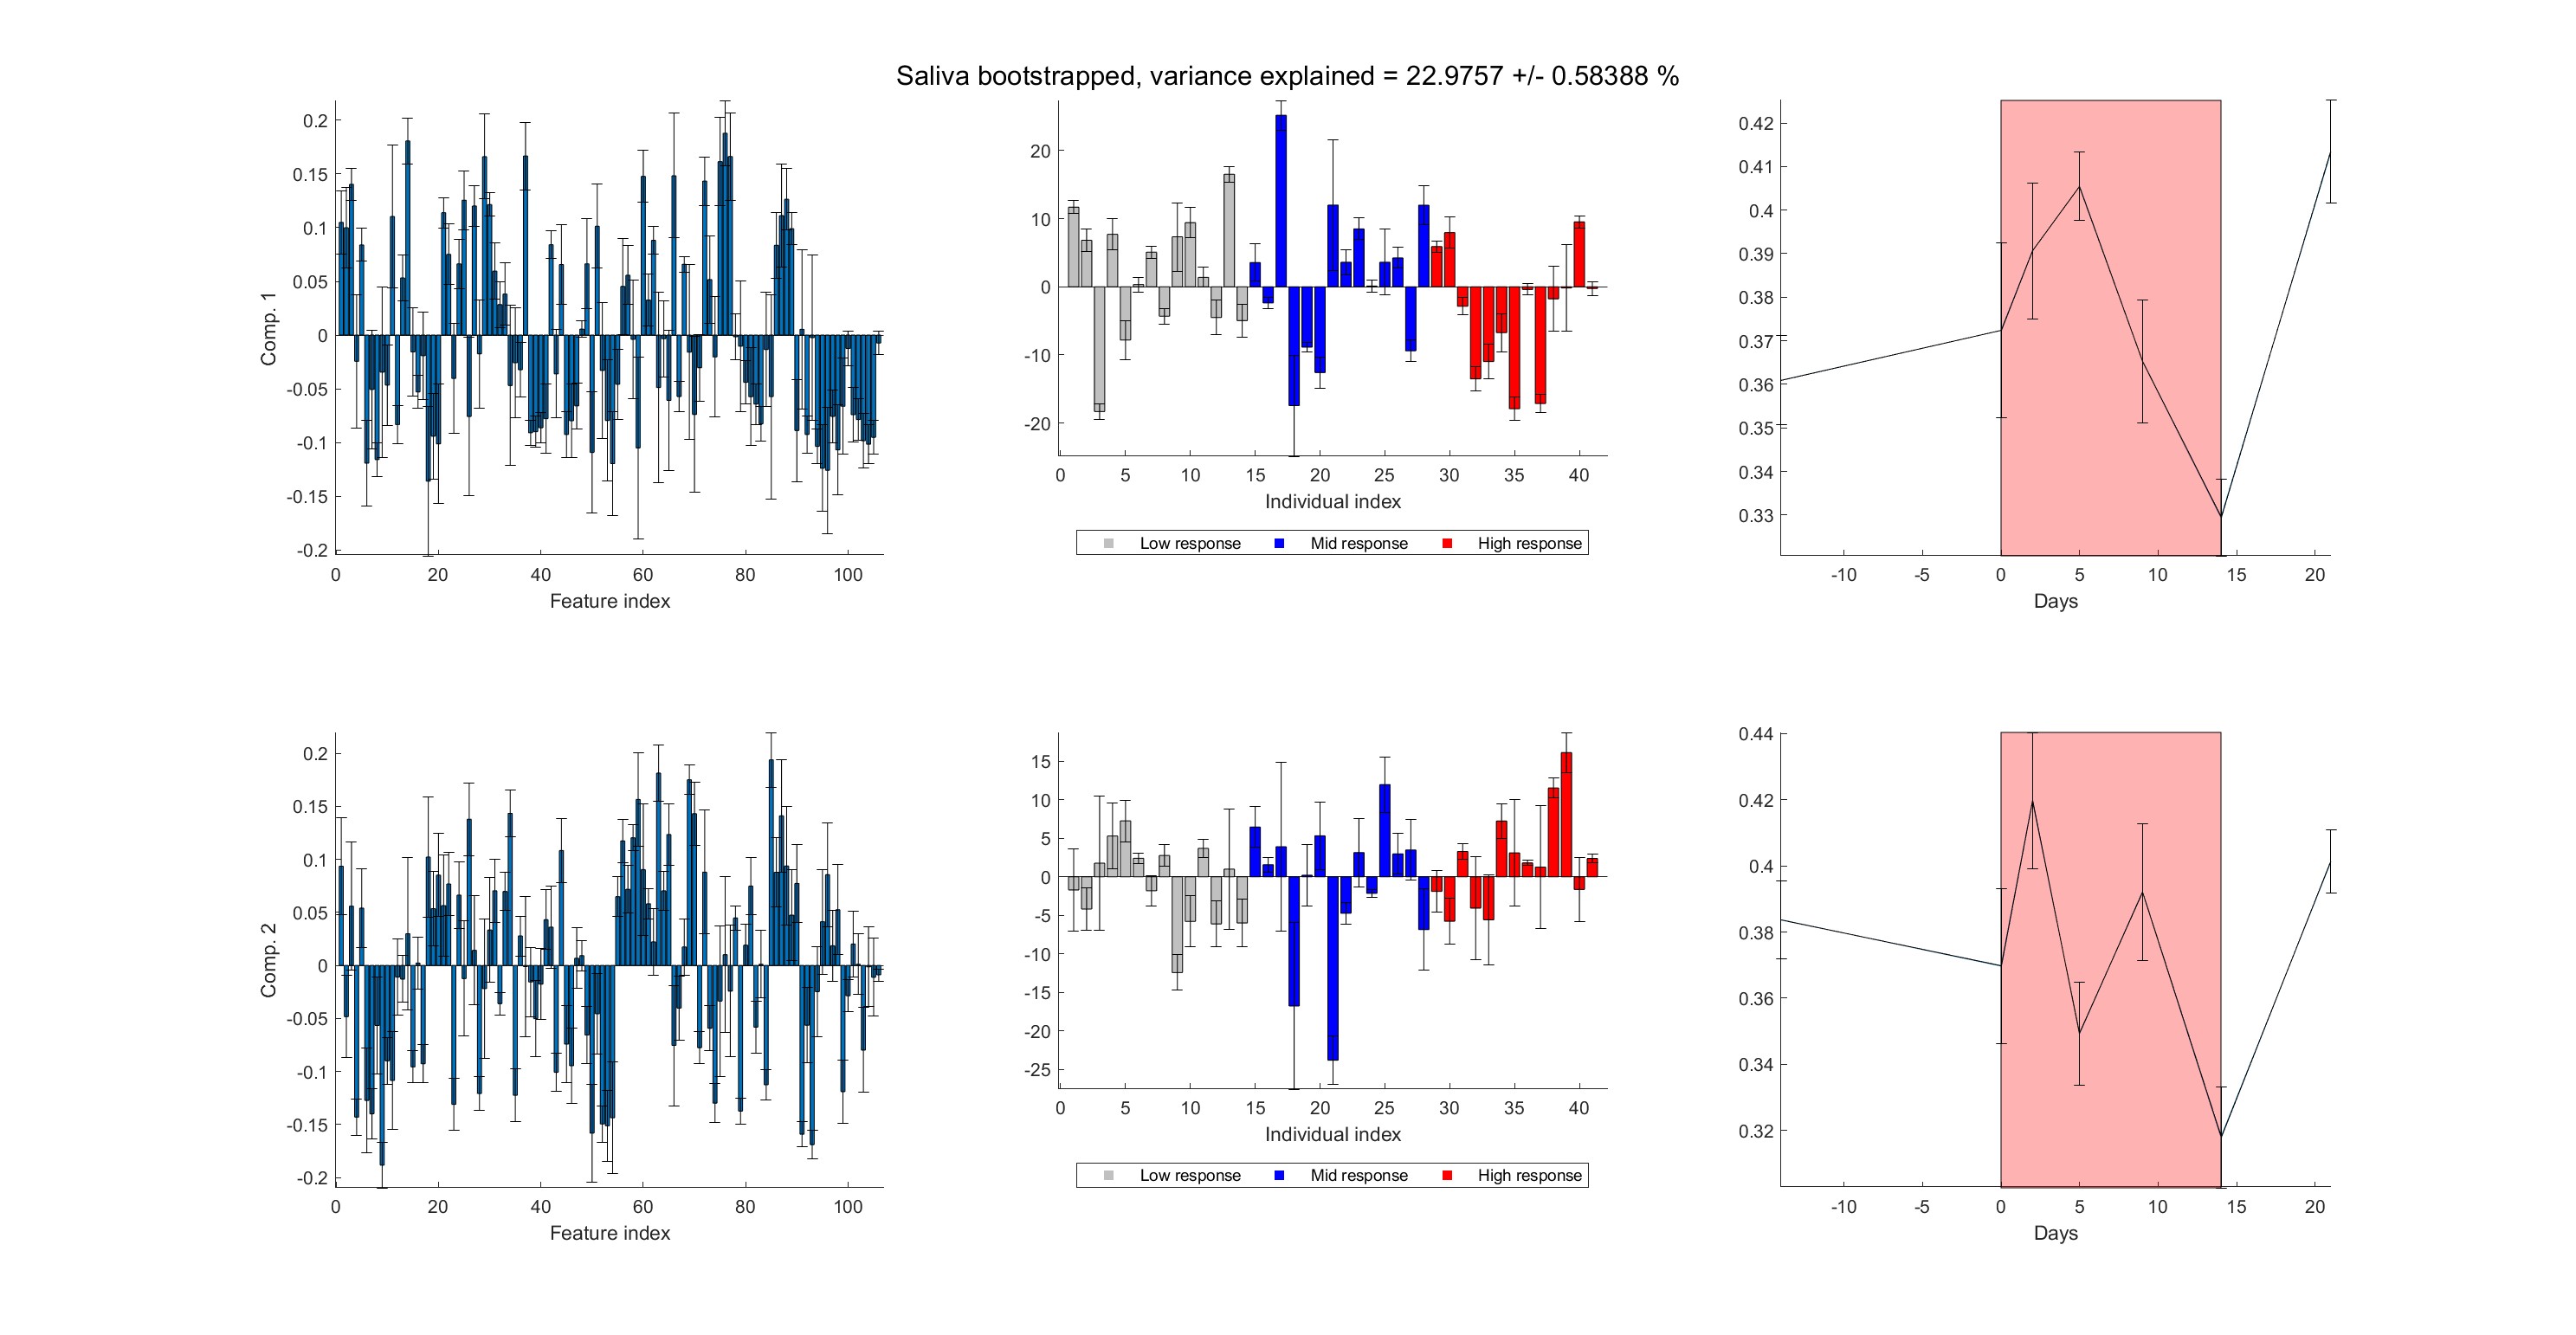 Saliva bootstrapped, variance explained = 22.9757 +/- 0.58388 %
Comp. 1
0.2
0.15
0.1
0.05
0
-0.05
-0.1
-0.15
-0.2
0 20 40 60 80 100
Feature index
20
10
0
-10
-20
0 5 10 15 20 25 30 35 40
Individual index
Low response Mid response High response
0.42
0.41
0.4
0.39
0.38
0.37
0.36
0.35
0.34
0.33
-10 -5 0 5 10 15 20
Days
Comp. 2
0.2
0.15
0.1
0.05
0
-0.05
-0.1
-0.15
-0.2
0 20 40 60 80 100
Feature index
15
10
5
0
-5
-10
-15
-20
-25
0 5 10 15 20 25 30 35 40
Individual index
Low response Mid response High response
0.44
0.42
0.4
0.38
0.36
0.34
0.32
-10 -5 0 5 10 15 20
Days